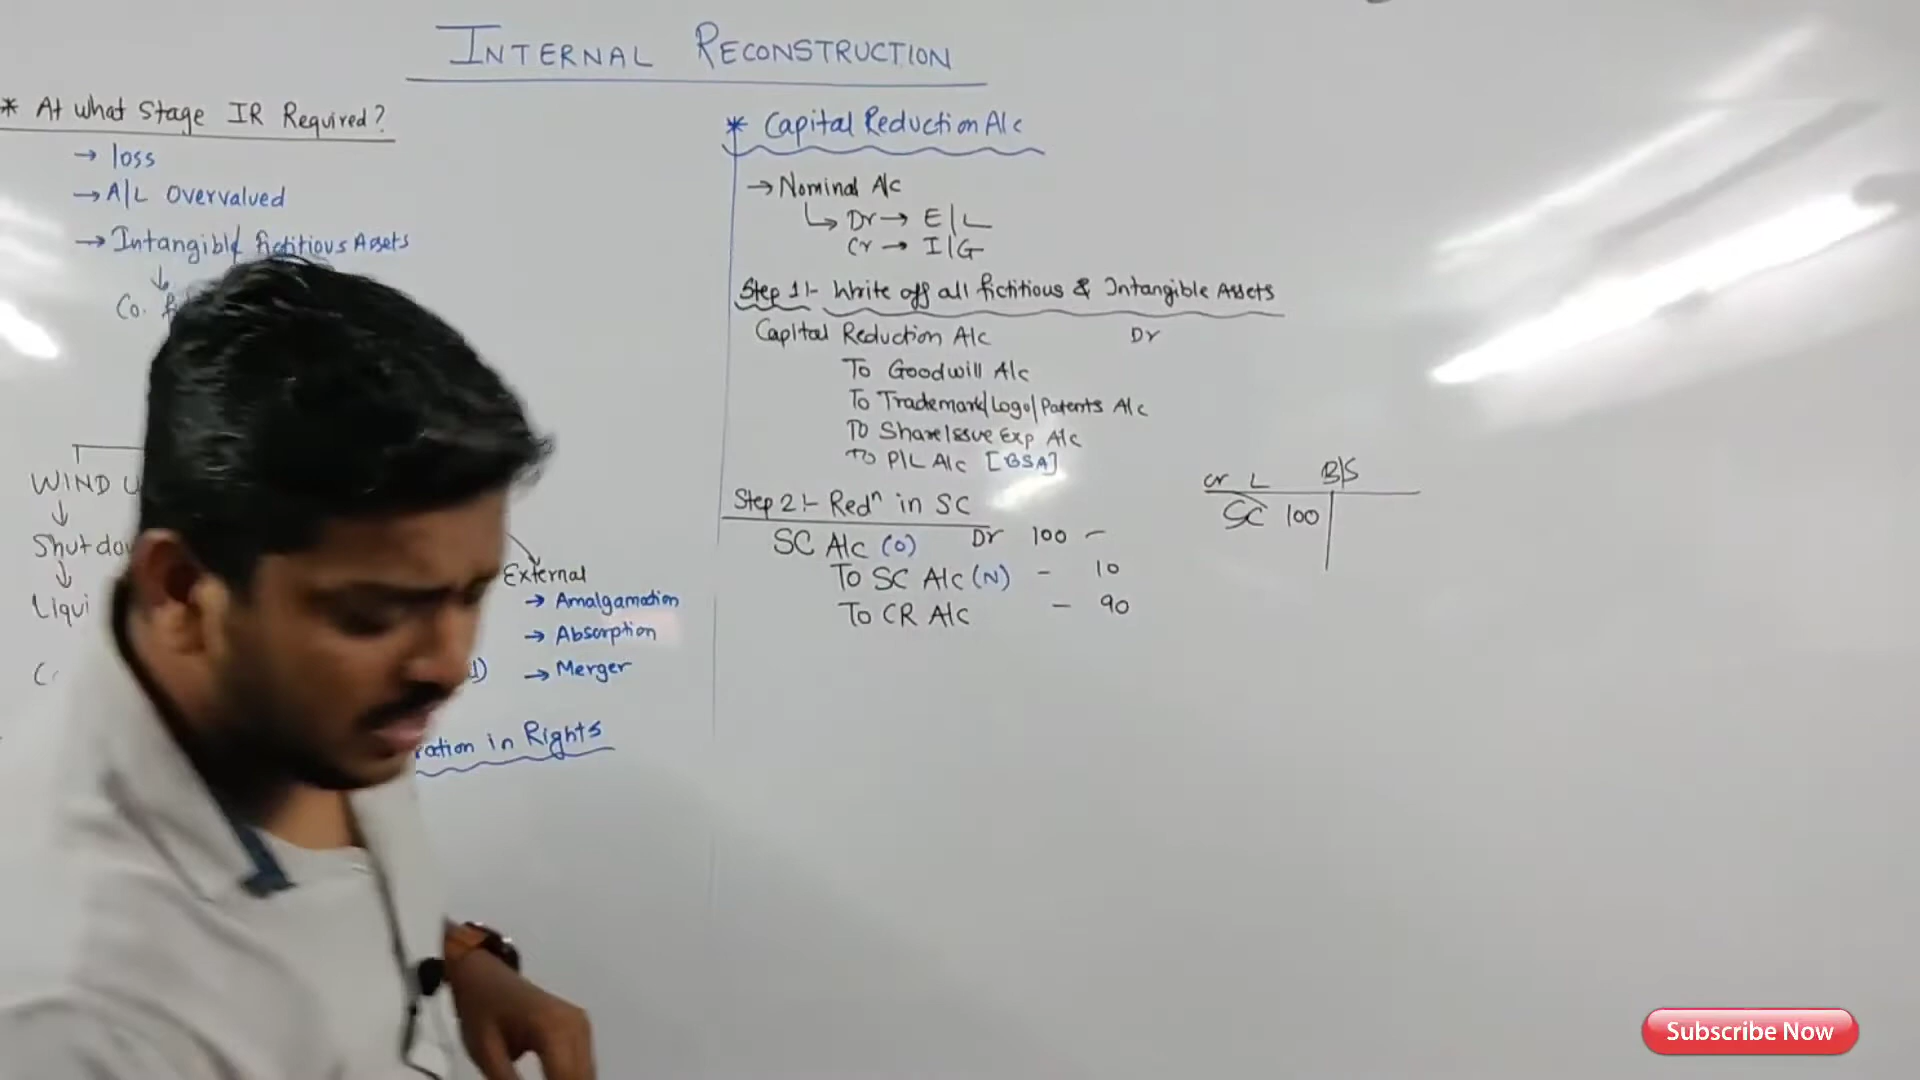 INTERNAL RECONSTRUCTION
* At what Stage IR Required?
→ loss
→ A/L Overvalued
→ Intangible/ fictitious Assets
↓
Co.
WIND U
↓
Shutdo
↓
Liqui
External
→ Amalgamation
→ Absorption
→ Merger
ration in Rights
* Capital Reduction A/c
→ Nominal A/c
↳ Dr → E/L
Cr → I/G
Step 1:- Write off all fictitious & Intangible Assets
Capital Reduction A/c Dr
To Goodwill A/c
To Trademark/Logo/Patents A/c
To Share Issue Exp A/c
To P/L A/c [BSA]
Step 2:- Redⁿ in SC
SC A/c (O) Dr 100 -
To SC A/c (N) - 10
To CR A/c - 90
Cr L B/S
SC 100
Subscribe Now